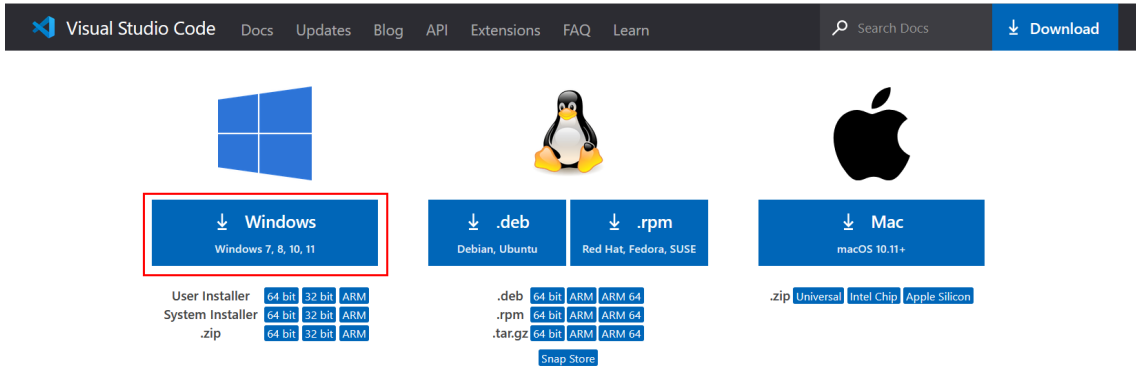 Visual Studio Code Docs Updates Blog API Extensions FAQ Learn Search Docs Download
Windows
Windows 7, 8, 10, 11
.deb
Debian, Ubuntu
.rpm
Red Hat, Fedora, SUSE
Mac
macOS 10.11+
User Installer 64 bit 32 bit ARM
System Installer 64 bit 32 bit ARM
.zip 64 bit 32 bit ARM
.deb 64 bit ARM ARM 64
.rpm 64 bit ARM ARM 64
.tar.gz 64 bit ARM ARM 64
Snap Store
.zip Universal Intel Chip Apple Silicon